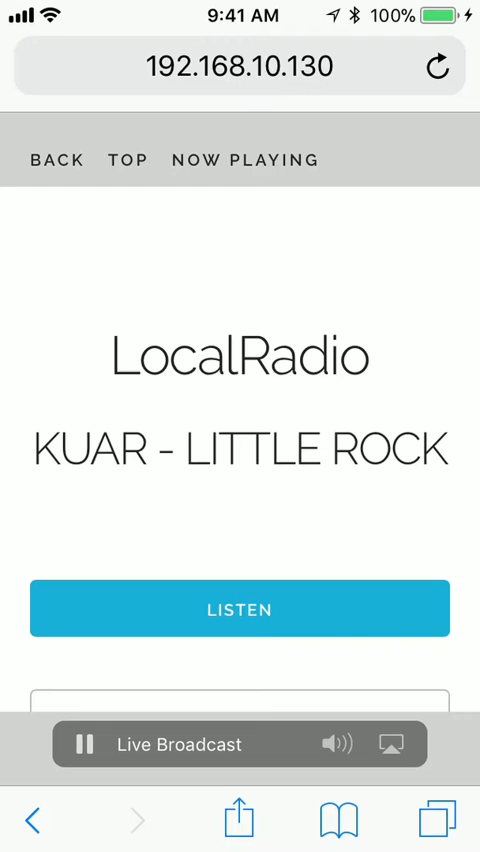 9:41 AM 100%
192.168.10.130
BACK TOP NOW PLAYING
LocalRadio
KUAR - LITTLE ROCK
LISTEN
Live Broadcast